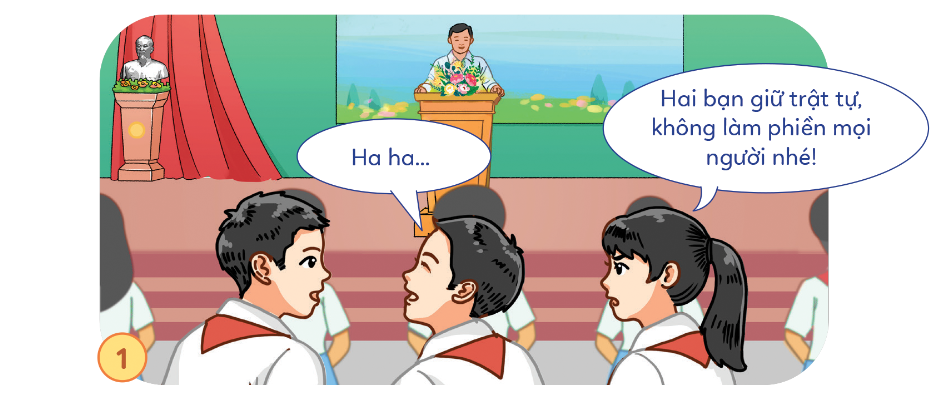 Ha ha...
Hai bạn giữ trật tự,
không làm phiền mọi
người nhé!
1